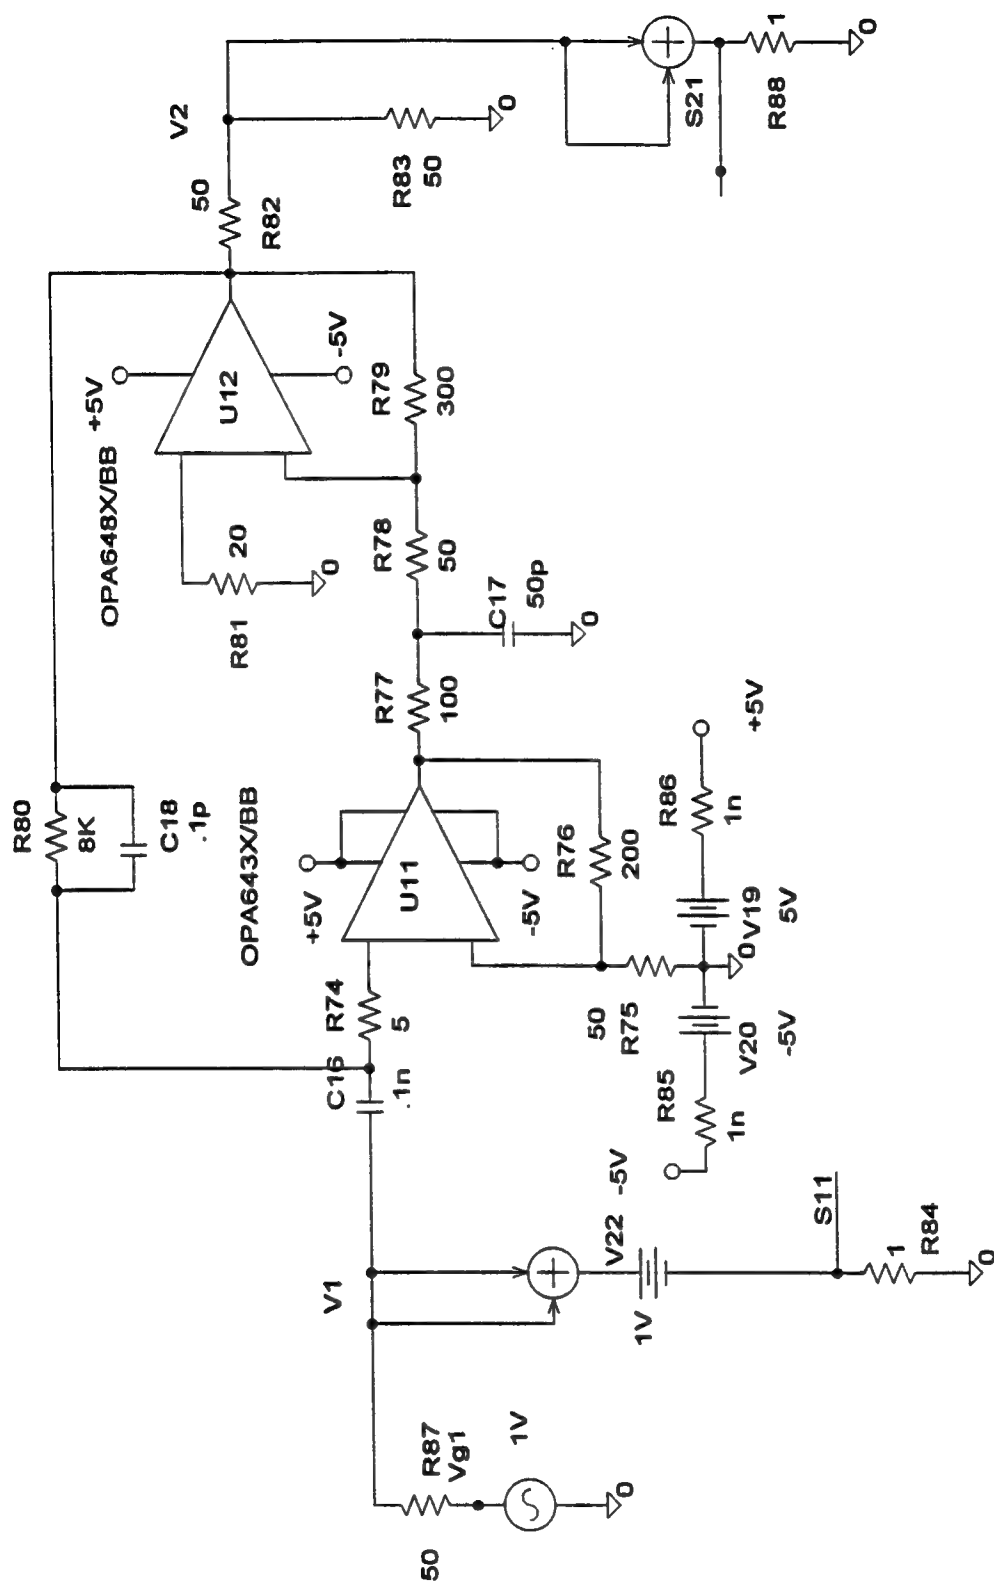 50
R87
Vg1
1V
0
V1
V22
1V
S11
1
R84
0
C16
.1n
R74
5
R80
8K
C18
.1p
OPA643X/BB
+5V
U11
-5V
R76
200
50
R75
0
V19
5V
R86
1n
+5V
V20
-5V
R85
1n
-5V
R77
100
C17
50p
0
R78
50
R79
300
R81
20
0
OPA648X/BB
+5V
U12
-5V
50
R82
V2
R83
50
0
S21
1
R88
0